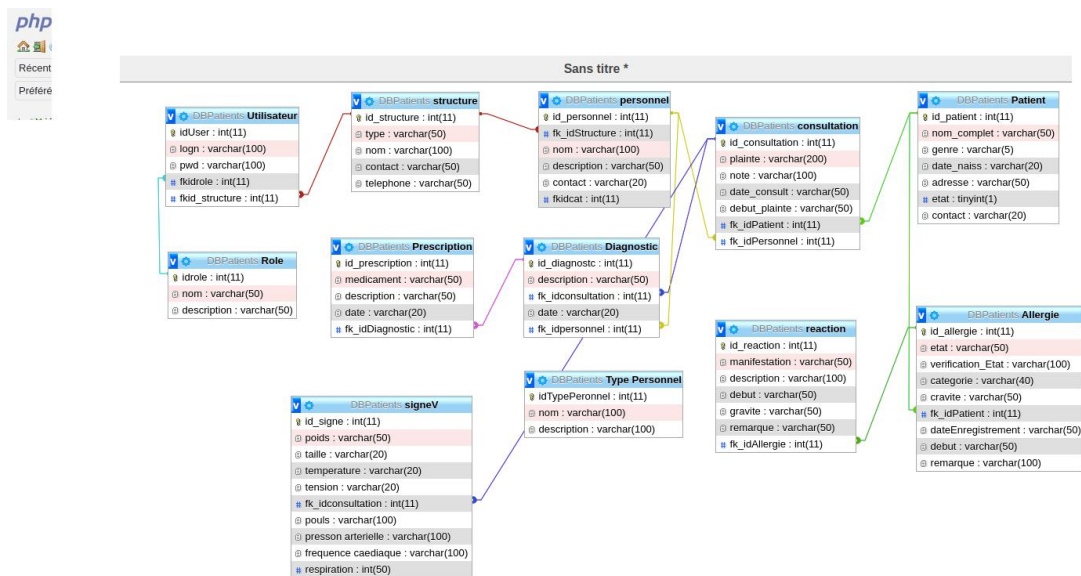 php
Récent
Préfére
Sans titre *
DBPatients Utilisateur
idUser : int(11)
logn : varchar(100)
pwd : varchar(100)
fkidrole : int(11)
fkid_structure : int(11)
DBPatients structure
id_structure : int(11)
type : varchar(50)
nom : varchar(100)
contact : varchar(50)
telephone : varchar(50)
DBPatients personnel
id_personnel : int(11)
fk_idStructure : int(11)
nom : varchar(100)
description : varchar(50)
contact : varchar(20)
fkidcat : int(11)
DBPatients consultation
id_consultation : int(11)
plainte : varchar(200)
note : varchar(100)
date_consult : varchar(50)
debut_plainte : varchar(50)
fk_idPatient : int(11)
fk_idPersonnel : int(11)
DBPatients Patient
id_patient : int(11)
nom_complet : varchar(50)
genre : varchar(5)
date_naiss : varchar(20)
adresse : varchar(50)
etat : tinyint(1)
contact : varchar(20)
DBPatients Role
idrole : int(11)
nom : varchar(50)
description : varchar(50)
DBPatients Prescription
id_prescription : int(11)
medicament : varchar(50)
description : varchar(50)
date : varchar(20)
fk_idDiagnostic : int(11)
DBPatients Diagnostic
id_diagnostc : int(11)
description : varchar(50)
fk_idconsultation : int(11)
date : varchar(20)
fk_idpersonnel : int(11)
DBPatients reaction
id_reaction : int(11)
manifestation : varchar(50)
description : varchar(100)
debut : varchar(50)
gravite : varchar(50)
remarque : varchar(50)
fk_idAllergie : int(11)
DBPatients Allergie
id_allergie : int(11)
etat : varchar(50)
verification_Etat : varchar(100)
categorie : varchar(40)
cravite : varchar(50)
fk_idPatient : int(11)
dateEnregistrement : varchar(50)
debut : varchar(50)
remarque : varchar(100)
DBPatients Type Personnel
idTypePeronnel : int(11)
nom : varchar(100)
description : varchar(100)
DBPatients signeV
id_signe : int(11)
poids : varchar(50)
taille : varchar(20)
temperature : varchar(20)
tension : varchar(20)
fk_idconsultation : int(11)
pouls : varchar(100)
presson arterielle : varchar(100)
frequence caediaque : varchar(100)
respiration : int(50)